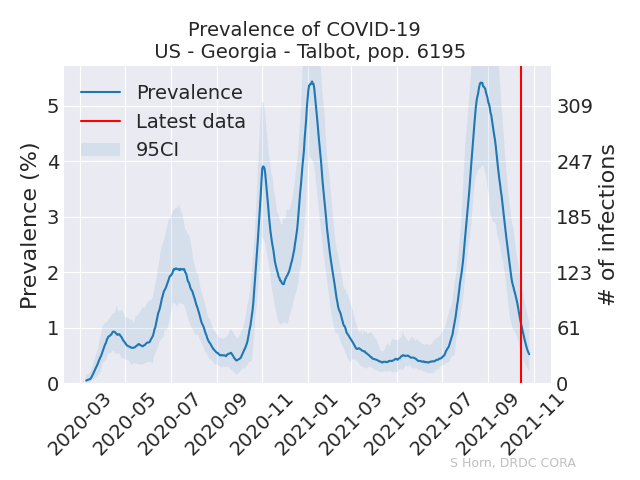 Prevalence of COVID-19
US - Georgia - Talbot, pop. 6195
Prevalence
Latest data
95CI
Prevalence (%)
5
4
3
2
1
0
309
247
185
123
61
0
# of infections
2020-03
2020-05
2020-07
2020-09
2020-11
2021-01
2021-03
2021-05
2021-07
2021-09
2021-11
S Horn, DRDC CORA